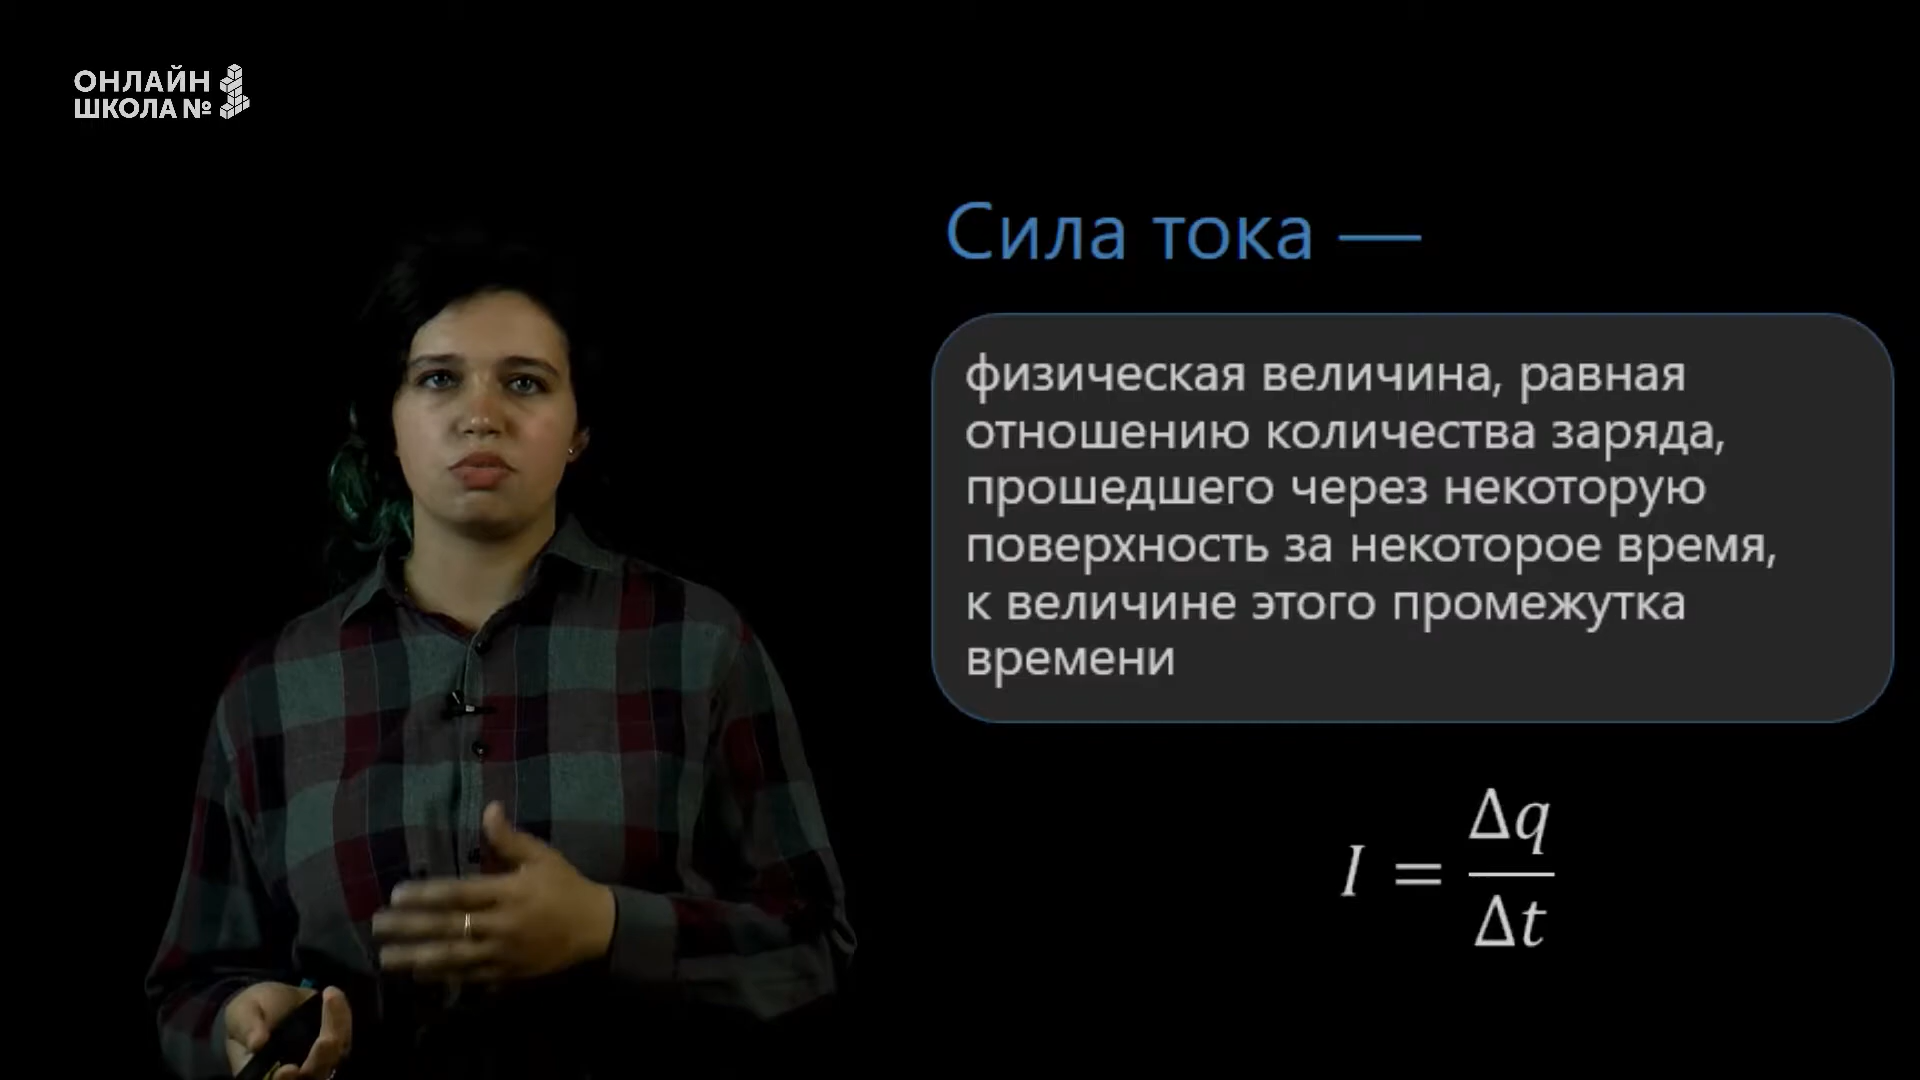 ОНЛАЙН
ШКОЛА №
Сила тока —
физическая величина, равная
отношению количества заряда,
прошедшего через некоторую
поверхность за некоторое время,
к величине этого промежутка
времени
I = Δq / Δt